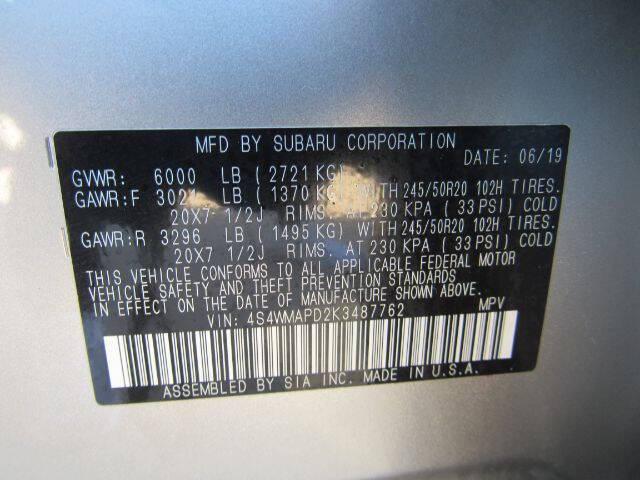 MFD BY SUBARU CORPORATION
DATE: 06/19
GVWR: 6000 LB ( 2721 KG)
GAWR:F 3021 LB ( 1370 KG) WITH 245/50R20 102H TIRES.
20X7 1/2J RIMS. AT 230 KPA ( 33 PSI) COLD
GAWR:R 3296 LB ( 1495 KG) WITH 245/50R20 102H TIRES.
20X7 1/2J RIMS. AT 230 KPA ( 33 PSI) COLD
THIS VEHICLE CONFORMS TO ALL APPLICABLE FEDERAL MOTOR
VEHICLE SAFETY AND THEFT PREVENTION STANDARDS
IN EFFECT ON THE DATE OF MANUFACTURE SHOWN ABOVE.
VIN: 4S4WMAPD2K3487762 MPV
ASSEMBLED BY SIA INC. MADE IN U.S.A.